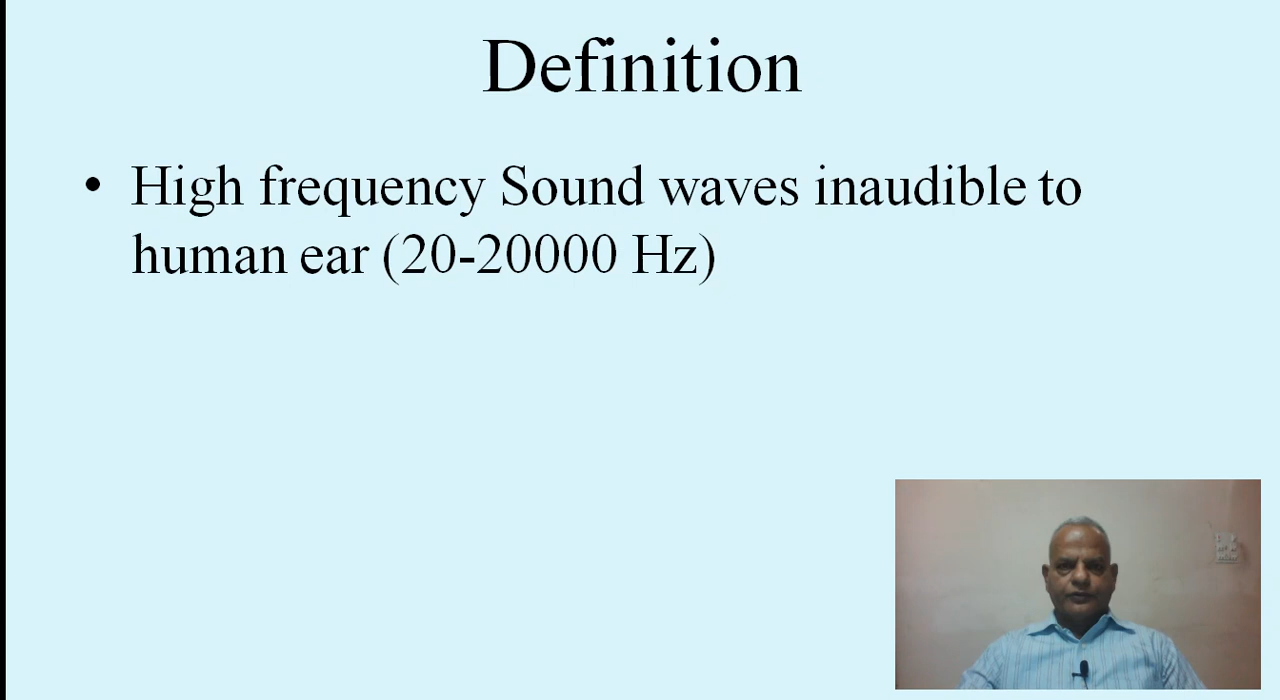 Definition
• High frequency Sound waves inaudible to
human ear (20-20000 Hz)